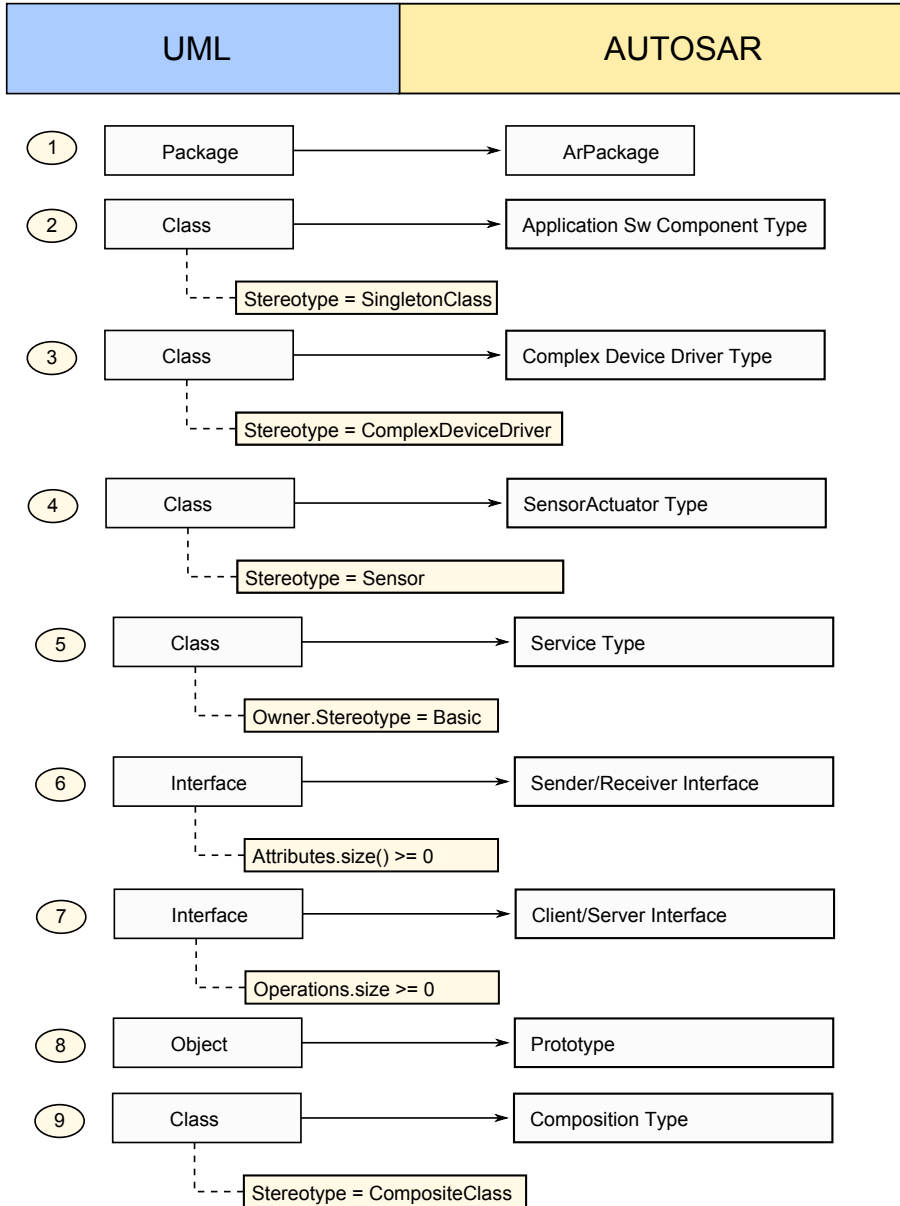 UML AUTOSAR
1 Package ArPackage
2 Class Application Sw Component Type
Stereotype = SingletonClass
3 Class Complex Device Driver Type
Stereotype = ComplexDeviceDriver
4 Class SensorActuator Type
Stereotype = Sensor
5 Class Service Type
Owner.Stereotype = Basic
6 Interface Sender/Receiver Interface
Attributes.size() >= 0
7 Interface Client/Server Interface
Operations.size >= 0
8 Object Prototype
9 Class Composition Type
Stereotype = CompositeClass